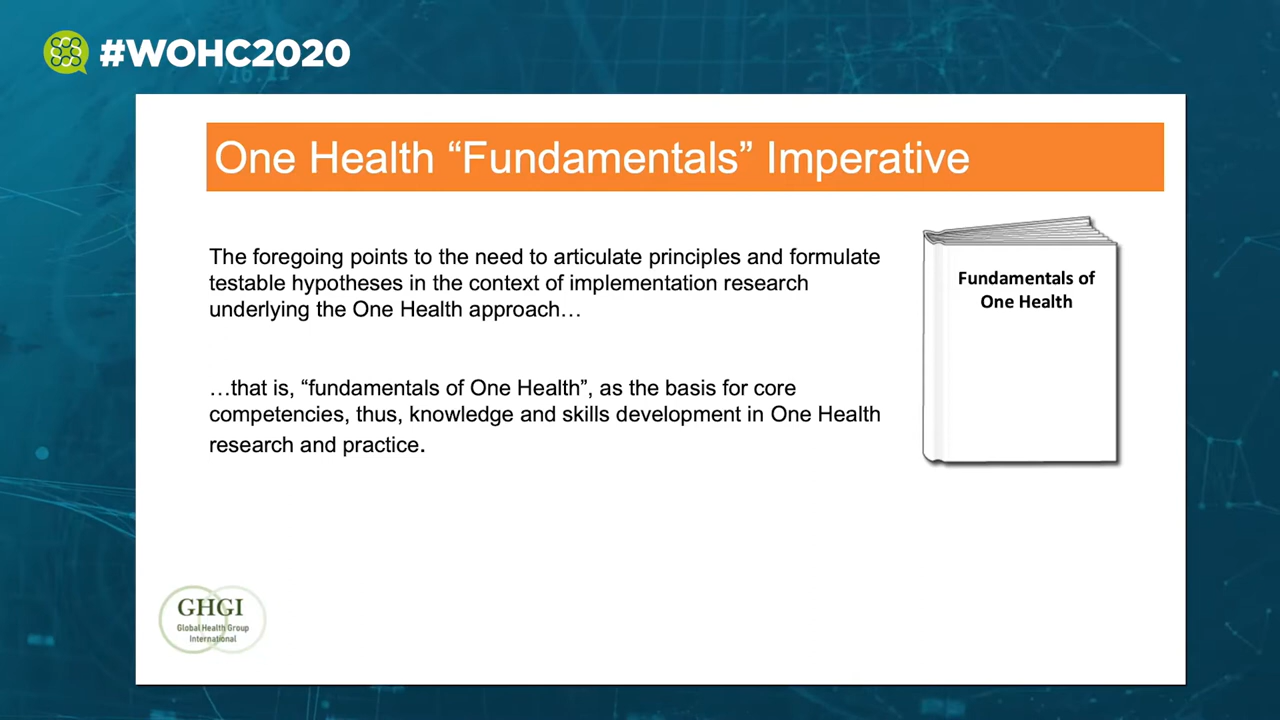 #WOHC2020
One Health “Fundamentals” Imperative
The foregoing points to the need to articulate principles and formulate
testable hypotheses in the context of implementation research
underlying the One Health approach…
…that is, “fundamentals of One Health”, as the basis for core
competencies, thus, knowledge and skills development in One Health
research and practice.
Fundamentals of
One Health
GHGI
Global Health Group
International